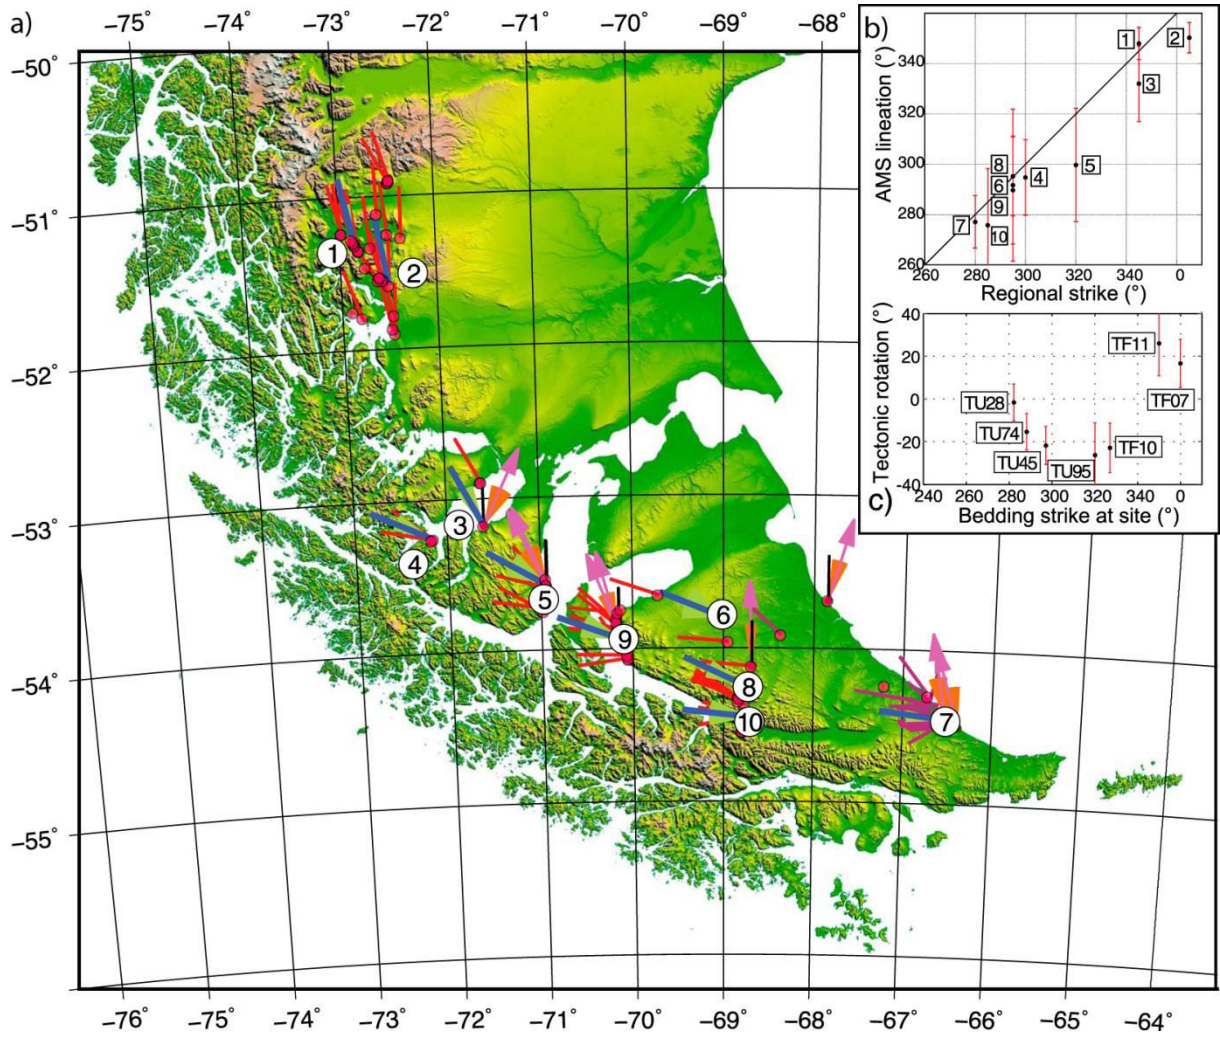 a)
−75° −74° −73° −72° −71° −70° −69° −68°
−50°
−51°
−52°
−53°
−54°
−55°
1
2
3
4
5
6
9
8
10
7
−76° −75° −74° −73° −72° −71° −70° −69° −68° −67° −66° −65° −64°
b)
AMS lineation (°)
340
320
300
280
260
1
2
3
8
5
6
4
9
7
10
260 280 300 320 340 0
Regional strike (°)
Tectonic rotation (°)
40
20
0
−20
−40
TF11
TU28
TF07
TU74
TF10
TU45
TU95
240 260 280 300 320 340 0
c)
Bedding strike at site (°)